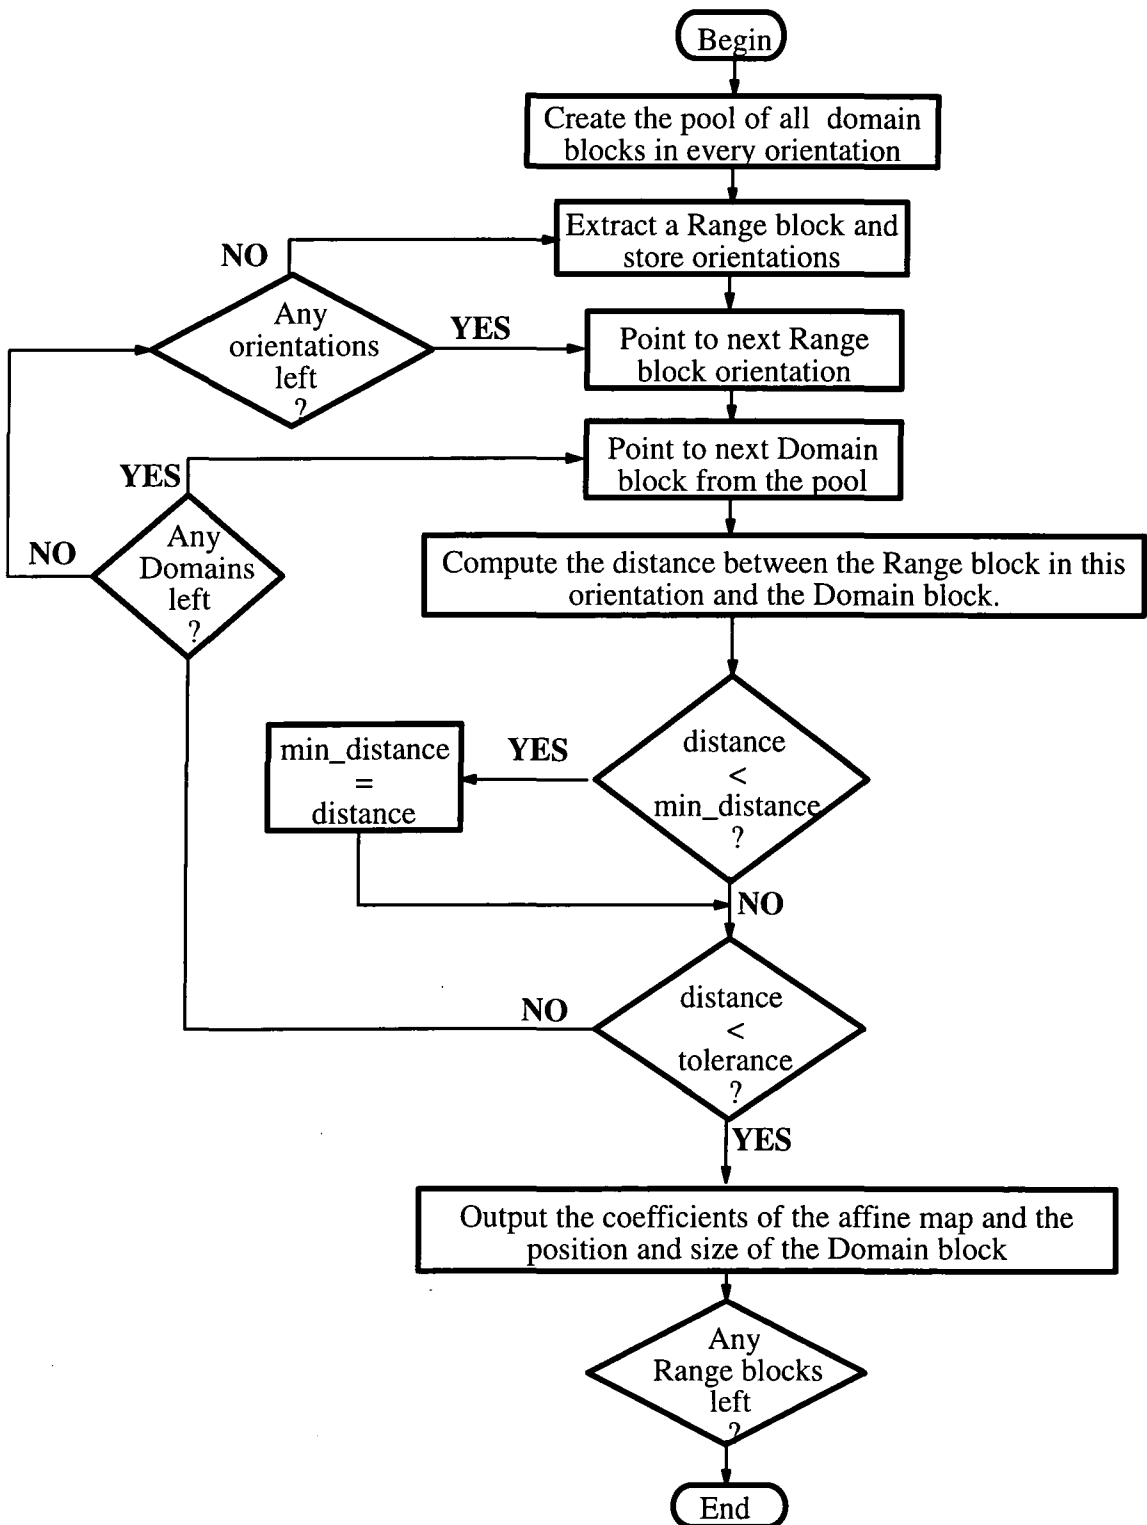 Begin
Create the pool of all domain
blocks in every orientation
Extract a Range block and
store orientations
NO
Any
orientations
left
?
YES
Point to next Range
block orientation
YES
Point to next Domain
block from the pool
NO
Any
Domains
left
?
Compute the distance between the Range block in this
orientation and the Domain block.
min_distance
=
distance
YES
distance
<
min_distance
?
NO
NO
distance
<
tolerance
?
YES
Output the coefficients of the affine map and the
position and size of the Domain block
Any
Range blocks
left
?
End